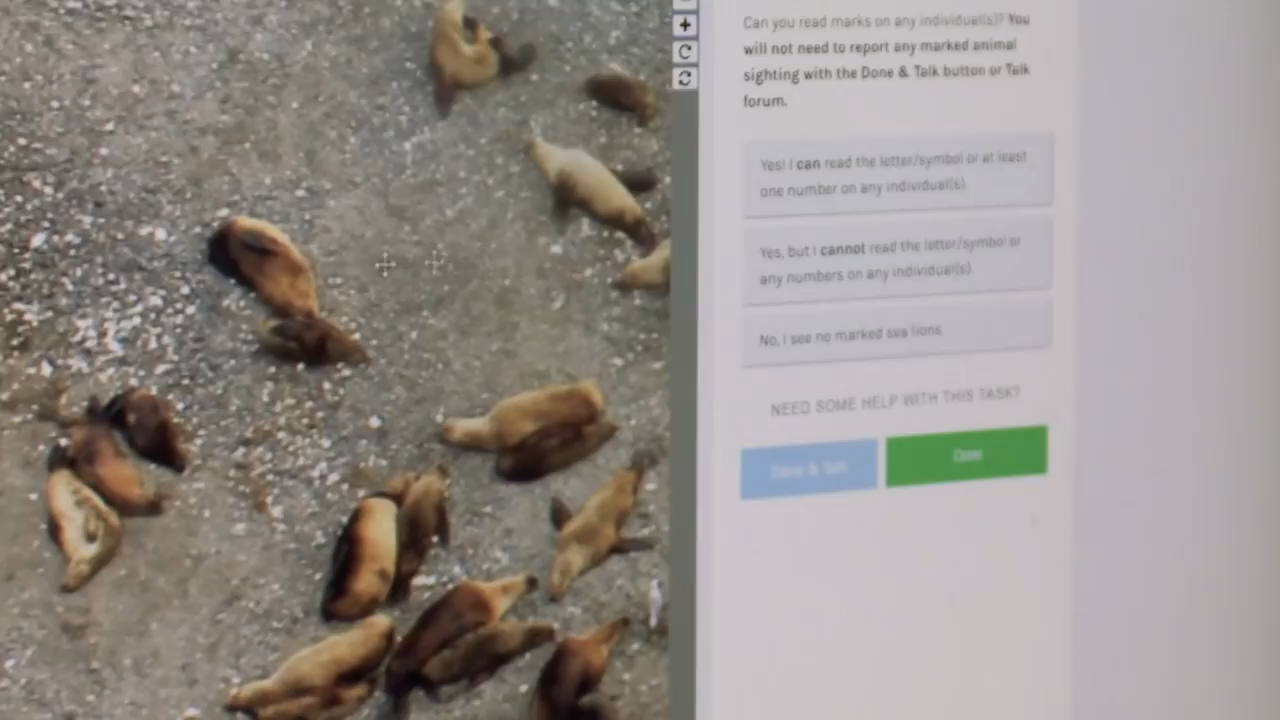 Can you read marks on any individual(s)? You
will not need to report any marked animal
sighting with the Done & Talk button or Talk
forum.
Yes! I can read the letter/symbol or at least
one number on any individual(s).
Yes, but I cannot read the letter/symbol or
any numbers on any individual(s).
No, I see no marked sea lions.
NEED SOME HELP WITH THIS TASK?
Done & Talk
Done